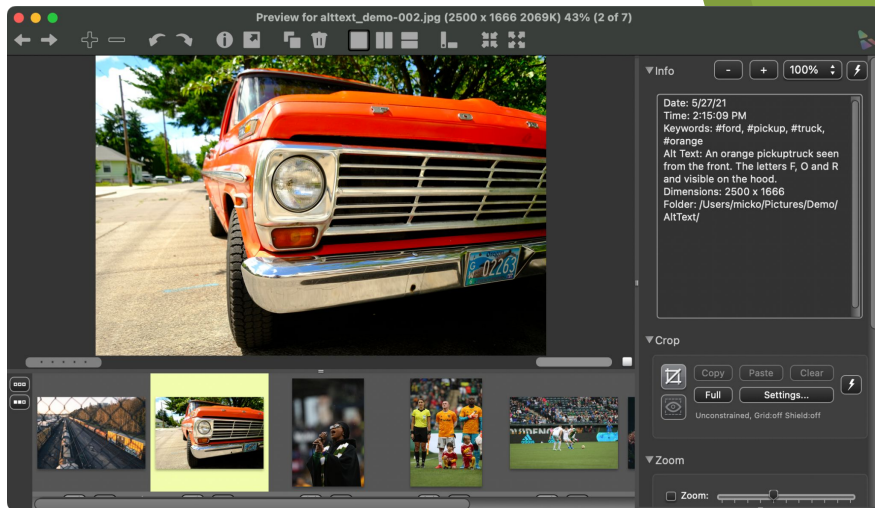 Preview for alttext_demo-002.jpg (2500 x 1666 2069K) 43% (2 of 7)
Info
- + 100%
Date: 5/27/21
Time: 2:15:09 PM
Keywords: #ford, #pickup, #truck,
#orange
Alt Text: An orange pickuptruck seen
from the front. The letters F, O and R
and visible on the hood.
Dimensions: 2500 x 1666
Folder: /Users/micko/Pictures/Demo/
AltText/
02263
Crop
Copy Paste Clear
Full Settings...
Unconstrained, Grid:off Shield:off
Zoom
Zoom: